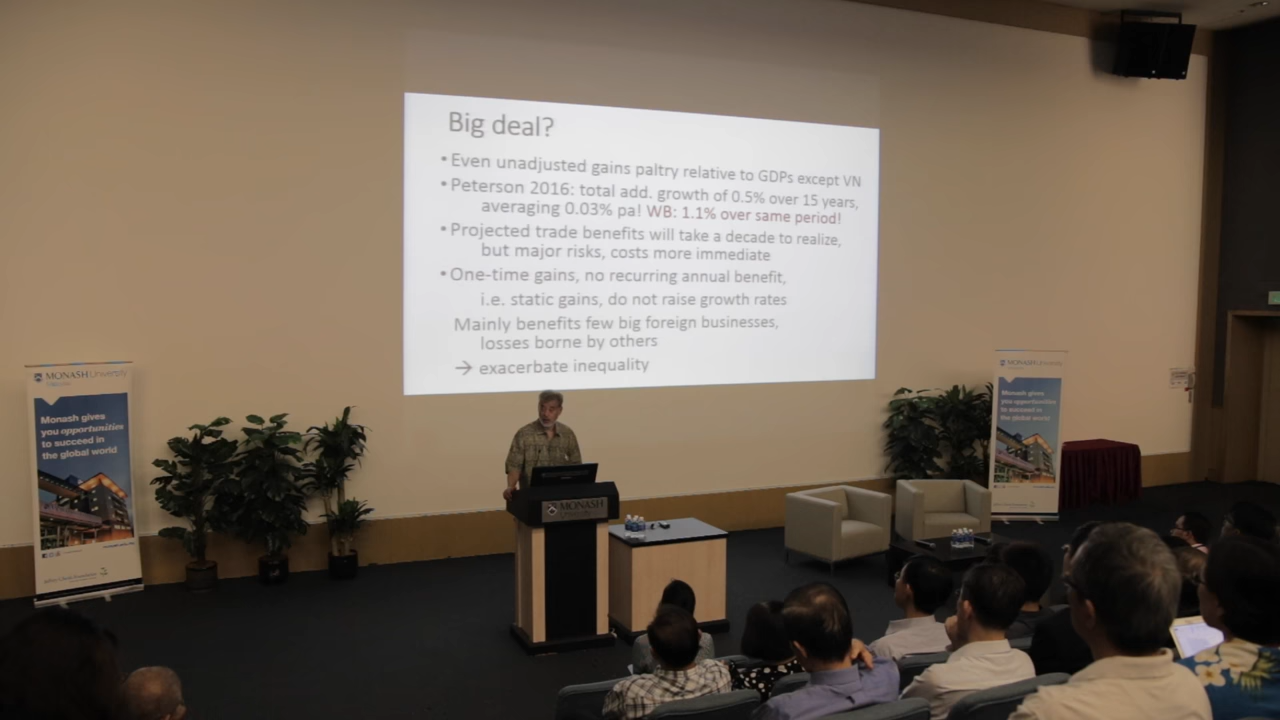 Big deal?
• Even unadjusted gains paltry relative to GDPs except VN
• Peterson 2016: total add. growth of 0.5% over 15 years,
averaging 0.03% pa! WB: 1.1% over same period!
• Projected trade benefits will take a decade to realize,
but major risks, costs more immediate
• One-time gains, no recurring annual benefit,
i.e. static gains, do not raise growth rates
Mainly benefits few big foreign businesses,
losses borne by others
→ exacerbate inequality
MONASH University
Monash gives
you opportunities
to succeed in
the global world
MONASH
MONASH University
Monash gives
you opportunities
to succeed in
the global world